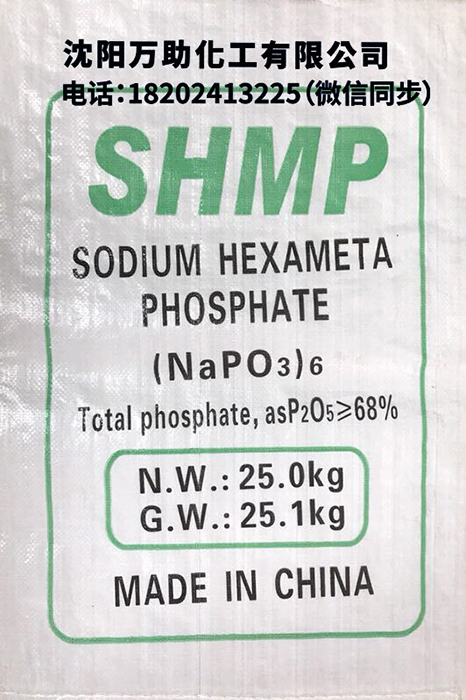 沈阳万助化工有限公司
电话:18202413225(微信同步)
SHMP
SODIUM HEXAMETA
PHOSPHATE
(NaPO3)6
Total phosphate, asP2O5≥68%
N.W.: 25.0kg
G.W.: 25.1kg
MADE IN CHINA